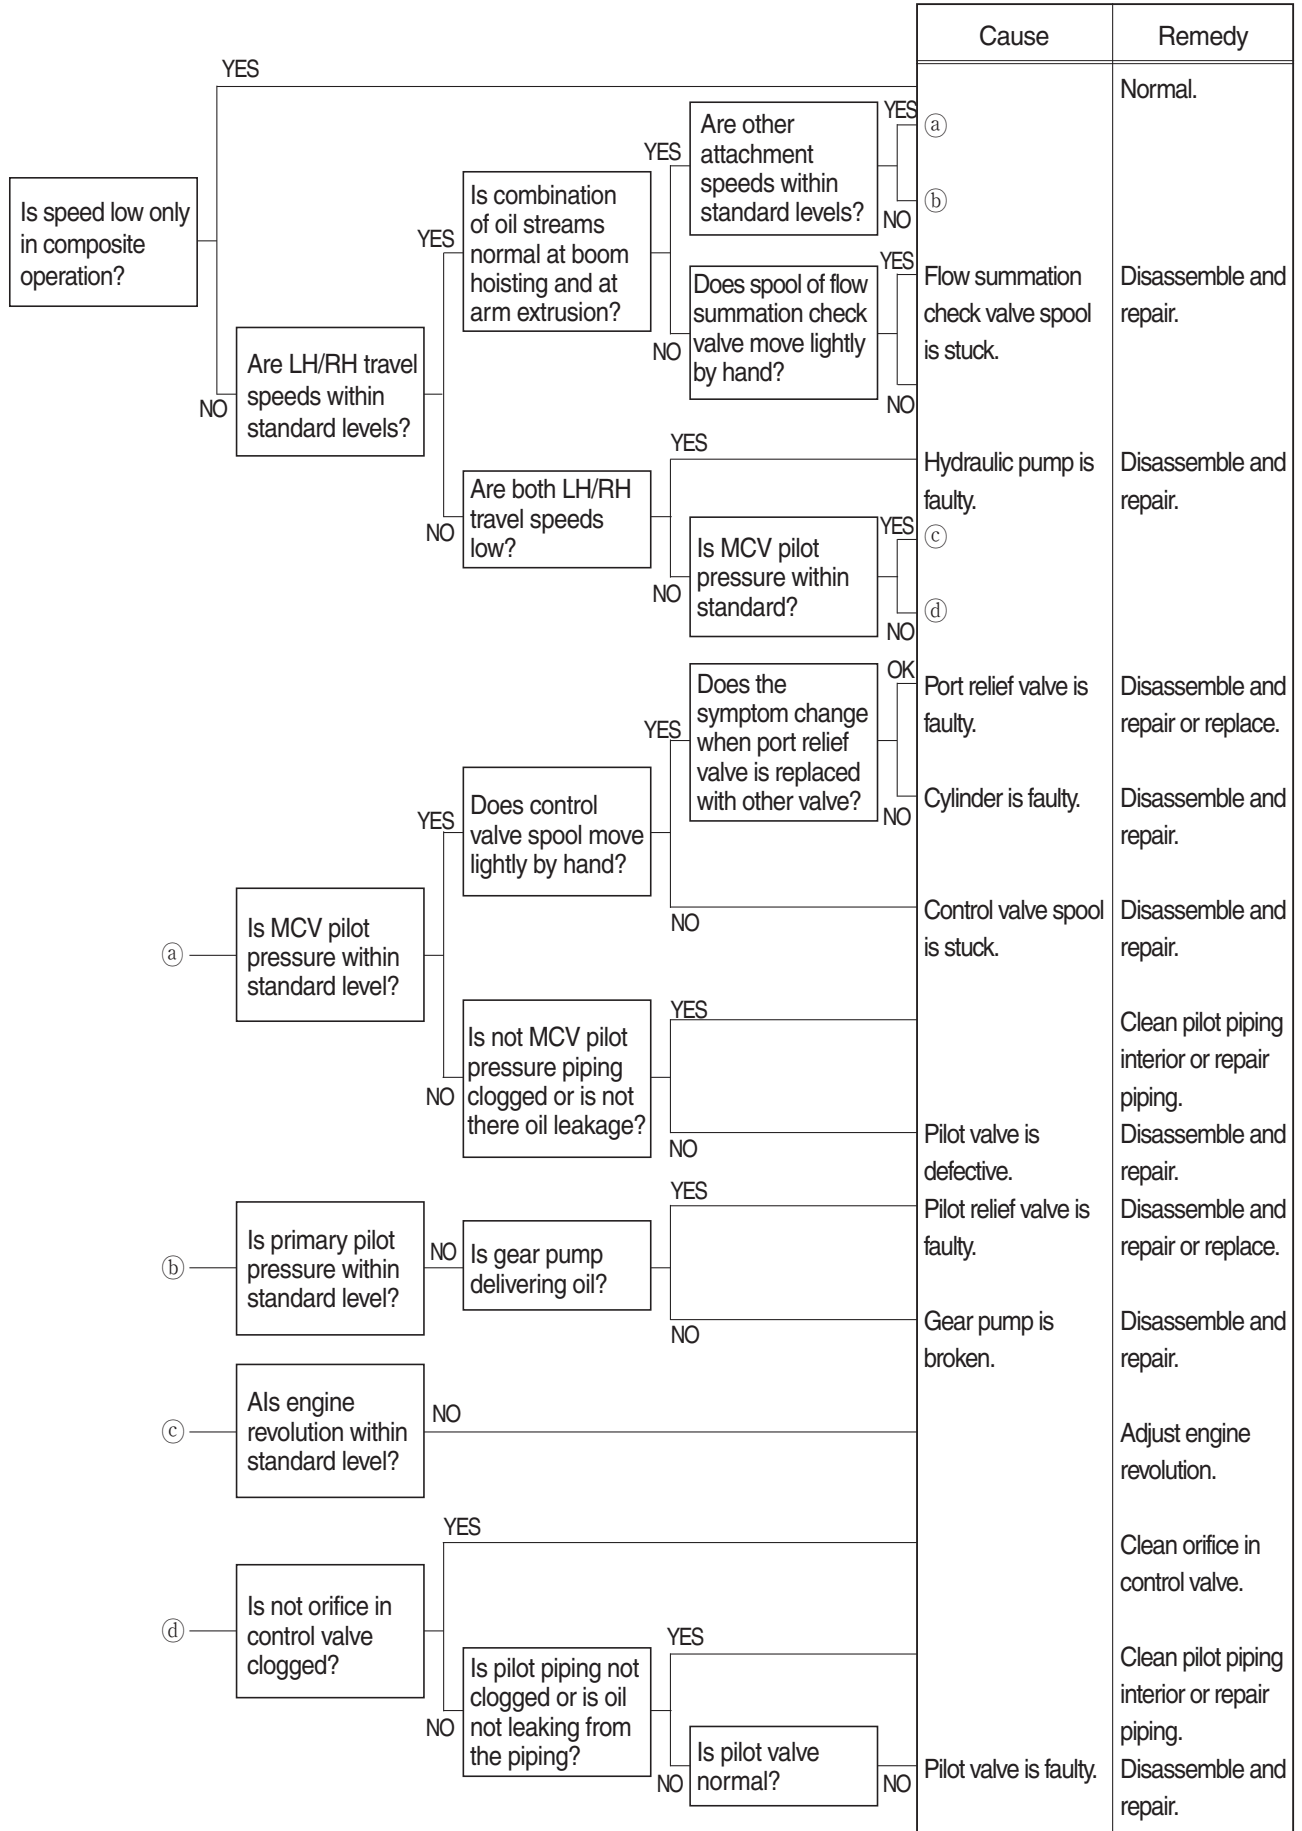 Cause
Remedy
YES
Normal.
Is speed low only
in composite
operation?
NO
Are LH/RH travel
speeds within
standard levels?
YES
Is combination
of oil streams
normal at boom
hoisting and at
arm extrusion?
YES
Are other
attachment
speeds within
standard levels?
YES
ⓐ
ⓑ
NO
NO
Does spool of flow
summation check
valve move lightly
by hand?
YES
Flow summation
check valve spool
is stuck.
Disassemble and
repair.
NO
NO
Are both LH/RH
travel speeds
low?
YES
Hydraulic pump is
faulty.
Disassemble and
repair.
NO
Is MCV pilot
pressure within
standard?
YES
ⓒ
ⓓ
NO
ⓐ
Is MCV pilot
pressure within
standard level?
YES
Does control
valve spool move
lightly by hand?
YES
Does the
symptom change
when port relief
valve is replaced
with other valve?
OK
Port relief valve is
faulty.
Disassemble and
repair or replace.
NO
Cylinder is faulty.
Disassemble and
repair.
NO
Control valve spool
is stuck.
Disassemble and
repair.
NO
Is not MCV pilot
pressure piping
clogged or is not
there oil leakage?
YES
Clean pilot piping
interior or repair
piping.
NO
Pilot valve is
defective.
Disassemble and
repair.
ⓑ
Is primary pilot
pressure within
standard level?
NO
Is gear pump
delivering oil?
YES
Pilot relief valve is
faulty.
Disassemble and
repair or replace.
NO
Gear pump is
broken.
Disassemble and
repair.
ⓒ
AIs engine
revolution within
standard level?
NO
Adjust engine
revolution.
ⓓ
Is not orifice in
control valve
clogged?
YES
Clean orifice in
control valve.
NO
Is pilot piping not
clogged or is oil
not leaking from
the piping?
YES
Clean pilot piping
interior or repair
piping.
NO
Is pilot valve
normal?
NO
Pilot valve is faulty.
Disassemble and
repair.